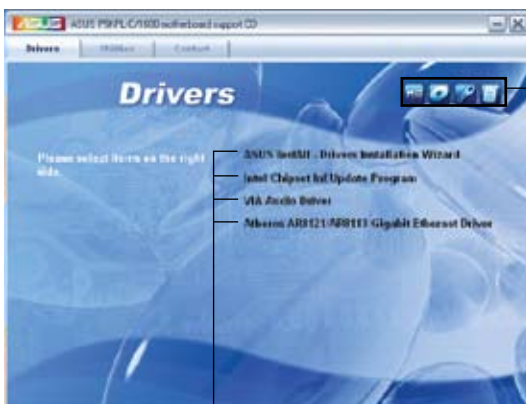 ASUS P5KPL-C/1600 motherboard support CD
Drivers Utilities Contact
Drivers
Please select items on the right side.
ASUS InstAll - Drivers Installation Wizard
Intel Chipset Inf Update Program
VIA Audio Driver
Atheros AR8121/AR8113 Gigabit Ethernet Driver